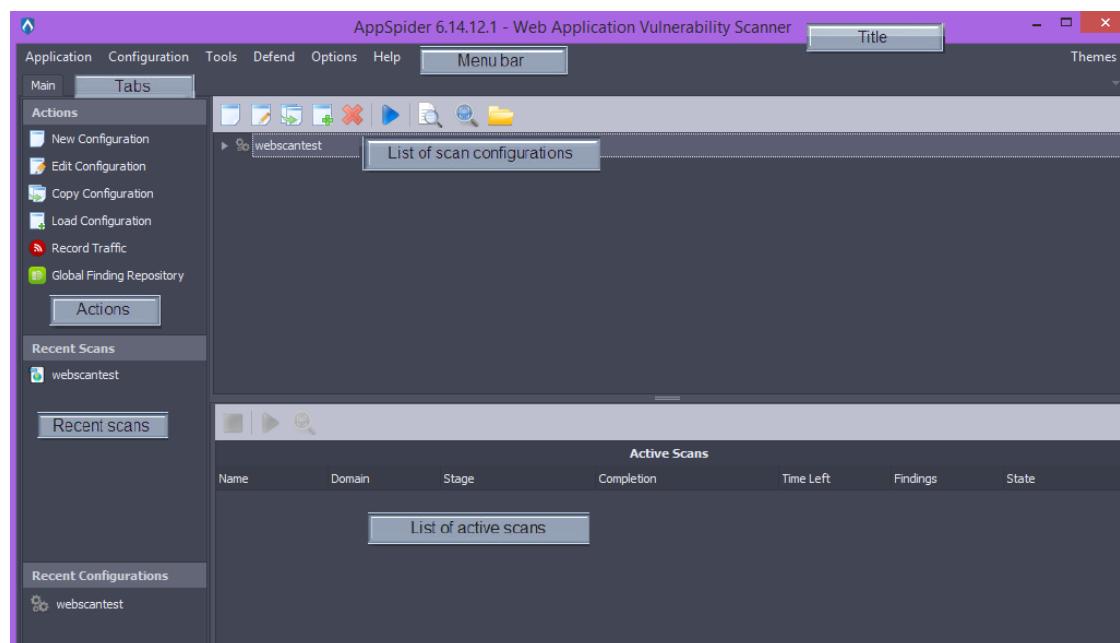 AppSpider 6.14.12.1 - Web Application Vulnerability Scanner
Title
Application Configuration Tools Defend Options Help
Menu bar
Themes
Main
Tabs
Actions
New Configuration
Edit Configuration
Copy Configuration
Load Configuration
Record Traffic
Global Finding Repository
Actions
webscantest
List of scan configurations
Recent Scans
webscantest
Recent scans
Active Scans
Name Domain Stage Completion Time Left Findings State
List of active scans
Recent Configurations
webscantest